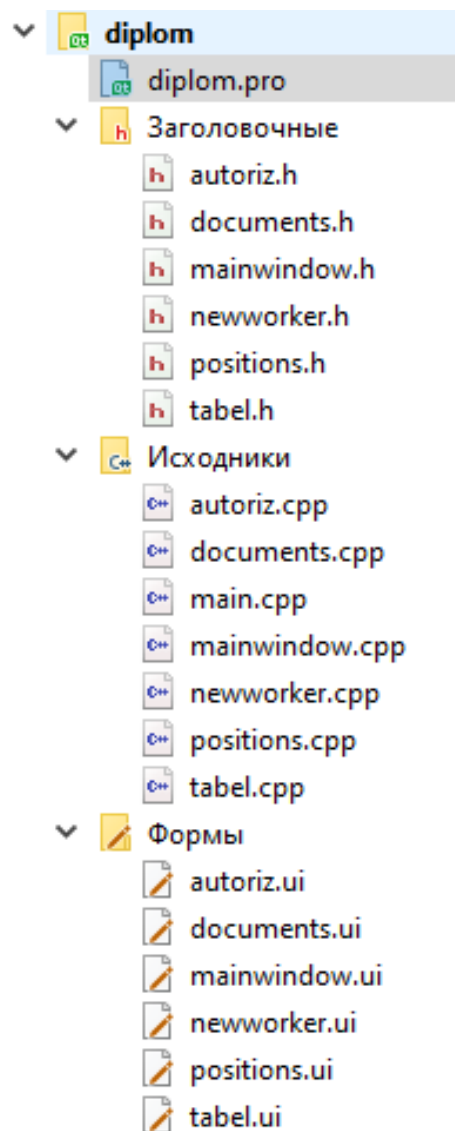 diplom
diplom.pro
Заголовочные
autoriz.h
documents.h
mainwindow.h
newworker.h
positions.h
tabel.h
Исходники
autoriz.cpp
documents.cpp
main.cpp
mainwindow.cpp
newworker.cpp
positions.cpp
tabel.cpp
Формы
autoriz.ui
documents.ui
mainwindow.ui
newworker.ui
positions.ui
tabel.ui